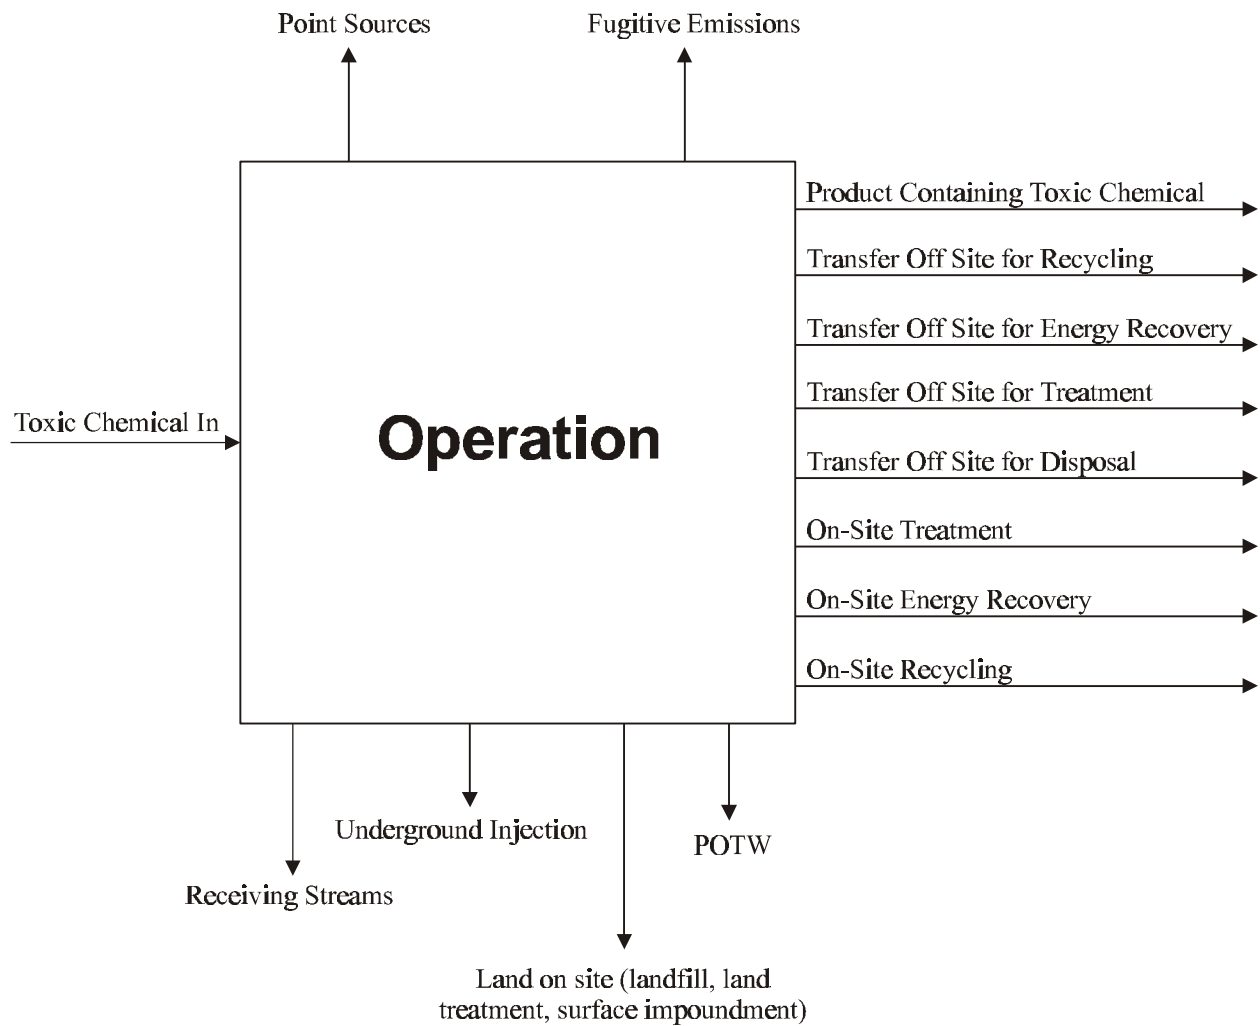 Point Sources
Fugitive Emissions
Product Containing Toxic Chemical
Transfer Off Site for Recycling
Transfer Off Site for Energy Recovery
Transfer Off Site for Treatment
Toxic Chemical In
Operation
Transfer Off Site for Disposal
On-Site Treatment
On-Site Energy Recovery
On-Site Recycling
Underground Injection
POTW
Receiving Streams
Land on site (landfill, land
treatment, surface impoundment)